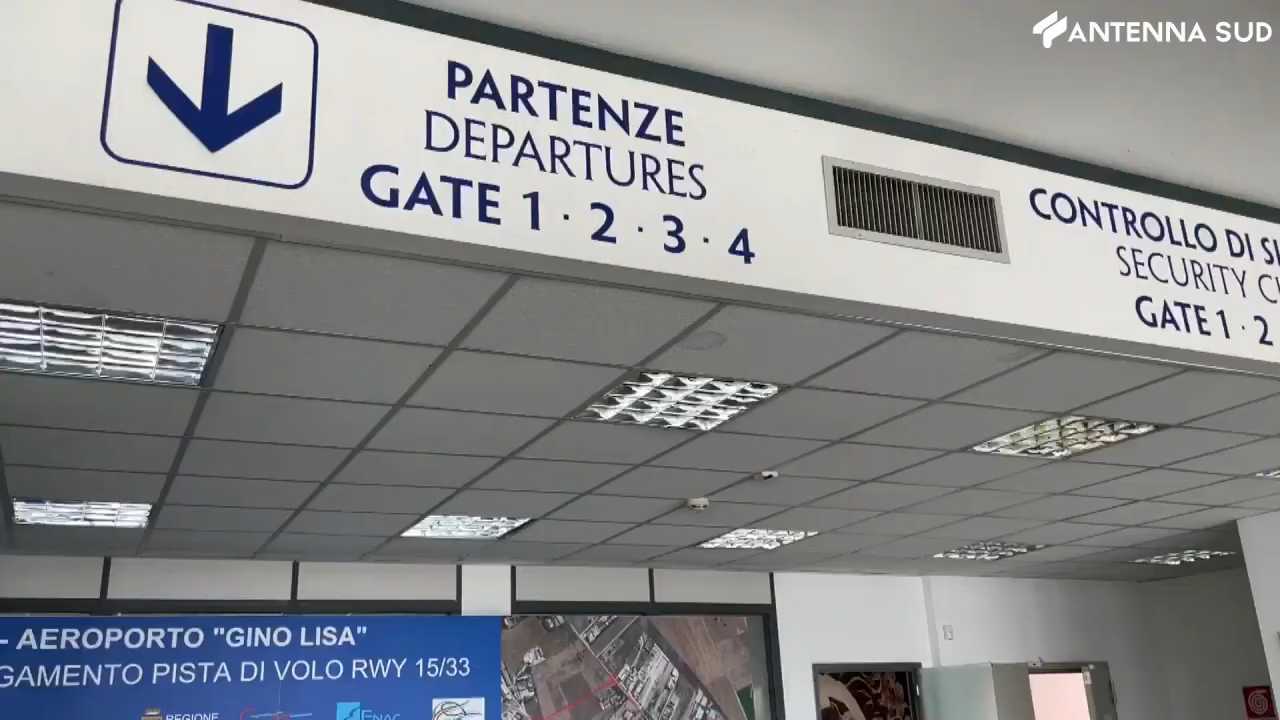 ANTENNA SUD
PARTENZE
DEPARTURES
GATE 1 · 2 · 3 · 4
CONTROLLO DI
SECURITY
GATE 1 · 2
- AEROPORTO "GINO LISA"
GAMENTO PISTA DI VOLO RWY 15/33
REGIONE
ENAC